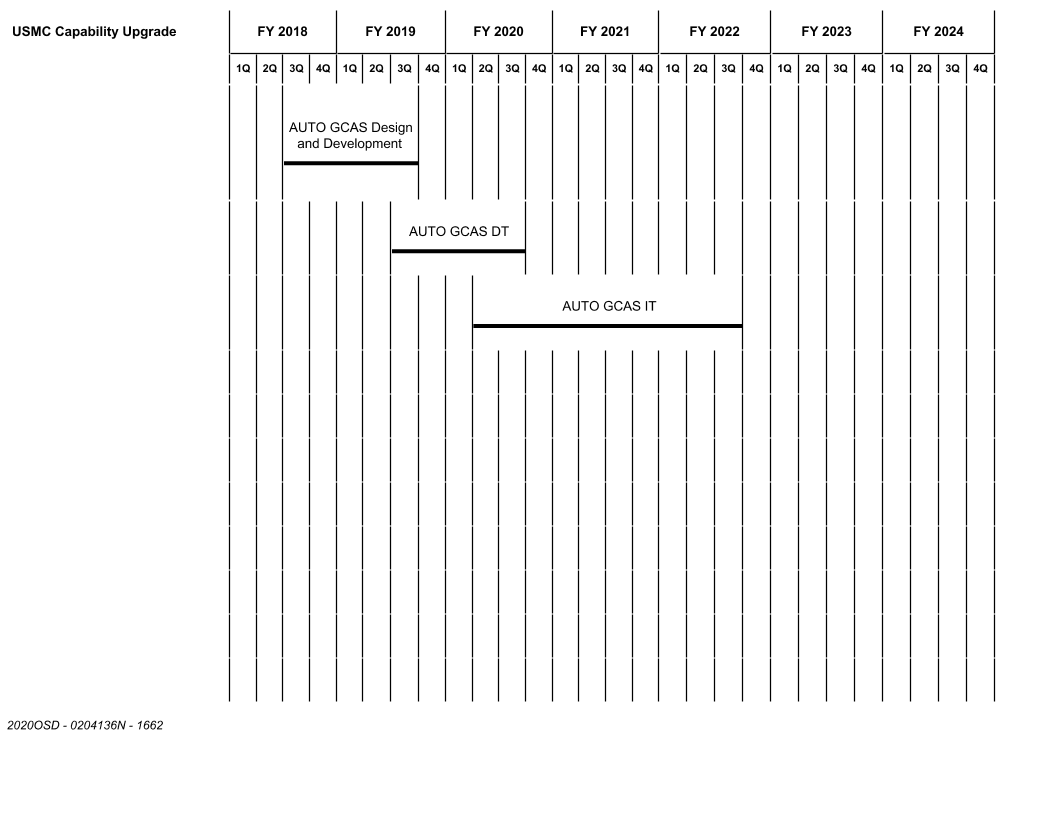 USMC Capability Upgrade
FY 2018 FY 2019 FY 2020 FY 2021 FY 2022 FY 2023 FY 2024
1Q 2Q 3Q 4Q 1Q 2Q 3Q 4Q 1Q 2Q 3Q 4Q 1Q 2Q 3Q 4Q 1Q 2Q 3Q 4Q 1Q 2Q 3Q 4Q 1Q 2Q 3Q 4Q
AUTO GCAS Design
and Development
AUTO GCAS DT
AUTO GCAS IT
2020OSD - 0204136N - 1662